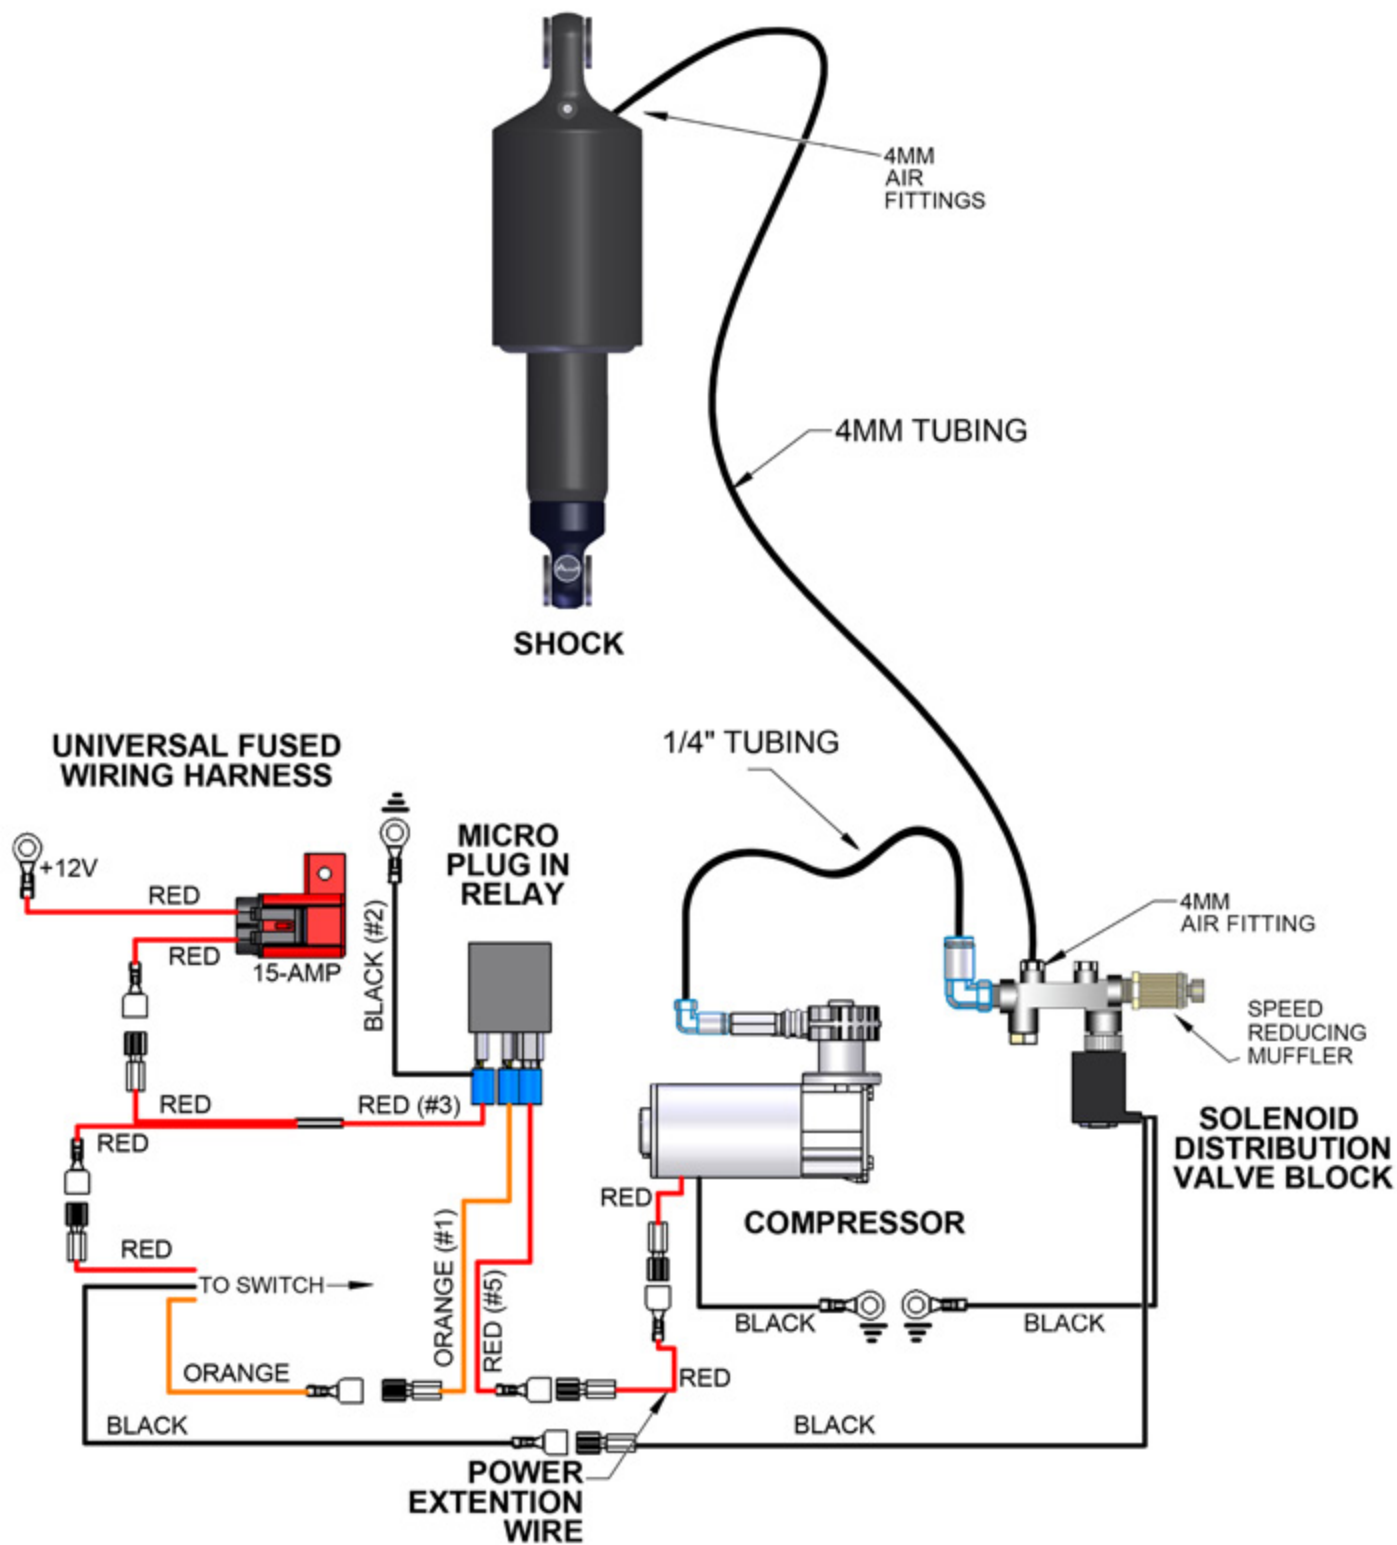 4MM
AIR
FITTINGS
4MM TUBING
SHOCK
UNIVERSAL FUSED
WIRING HARNESS
1/4" TUBING
MICRO
PLUG IN
RELAY
+12V
RED
RED
15-AMP
BLACK (#2)
4MM
AIR FITTING
SPEED
REDUCING
MUFFLER
RED
RED (#3)
RED
SOLENOID
DISTRIBUTION
VALVE BLOCK
RED
COMPRESSOR
RED
TO SWITCH
ORANGE (#1)
RED (#5)
BLACK
BLACK
ORANGE
RED
BLACK
BLACK
POWER
EXTENTION
WIRE